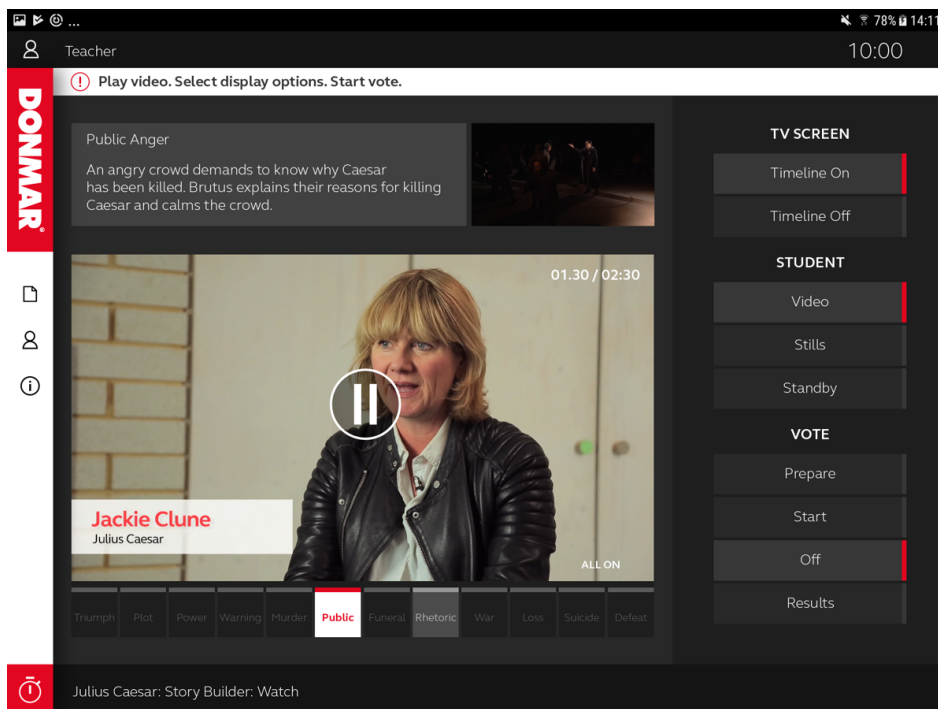 ...
78% 14:11
Teacher
10:00
Play video. Select display options. Start vote.
DONMAR®
Public Anger
An angry crowd demands to know why Caesar
has been killed. Brutus explains their reasons for killing
Caesar and calms the crowd.
01.30 / 02:30
Jackie Clune
Julius Caesar
ALL ON
Triumph Plot Power Warning Murder Public Funeral Rhetoric War Loss Suicide Defeat
TV SCREEN
Timeline On
Timeline Off
STUDENT
Video
Stills
Standby
VOTE
Prepare
Start
Off
Results
Julius Caesar: Story Builder: Watch